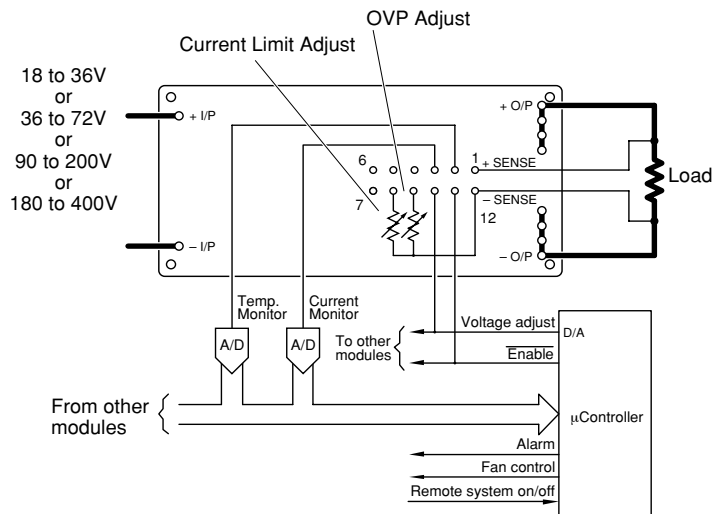 OVP Adjust
Current Limit Adjust
18 to 36V
or
36 to 72V
or
90 to 200V
or
180 to 400V
+ I/P
+ O/P
6
1
+ SENSE
Load
7
12
– SENSE
– I/P
– O/P
Temp.
Monitor
Current
Monitor
A/D
A/D
To other
modules
Voltage adjust
D/A
Enable
From other
modules
µController
Alarm
Fan control
Remote system on/off